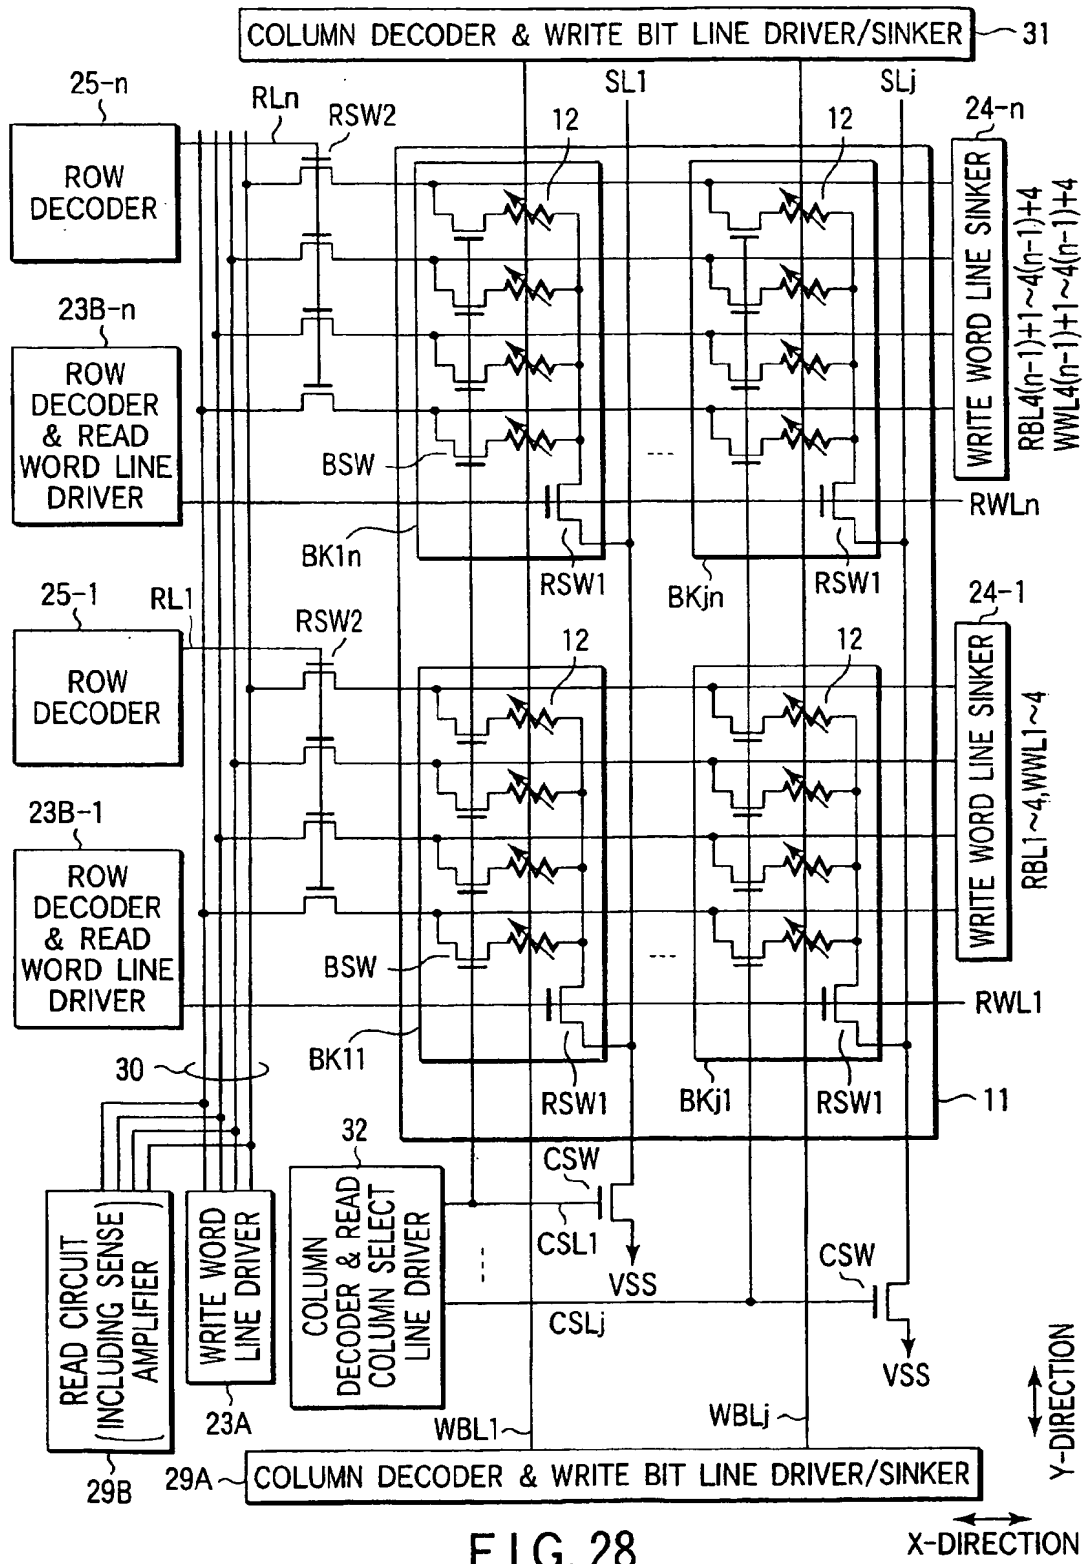 COLUMN DECODER & WRITE BIT LINE DRIVER/SINKER
31
25-n
RLn
RSW2
SL1
SLj
12
12
24-n
ROW
DECODER
WRITE WORD LINE SINKER
RBL4(n-1)+1~4(n-1)+4
WWL4(n-1)+1~4(n-1)+4
23B-n
ROW
DECODER
& READ
WORD LINE
DRIVER
BSW
...
RWLn
BK1n
RSW1
BKjn
RSW1
25-1
RL1
RSW2
12
12
24-1
ROW
DECODER
WRITE WORD LINE SINKER
RBL1~4,WWL1~4
23B-1
ROW
DECODER
& READ
WORD LINE
DRIVER
BSW
...
RWL1
BK11
RSW1
BKj1
RSW1
11
30
32
CSW
CSL1
VSS
CSW
CSLj
VSS
READ CIRCUIT
(INCLUDING SENSE
AMPLIFIER)
WRITE WORD
LINE DRIVER
COLUMN
DECODER & READ
COLUMN SELECT
LINE DRIVER
...
23A
29B
WBL1
WBLj
29A
COLUMN DECODER & WRITE BIT LINE DRIVER/SINKER
Y-DIRECTION
X-DIRECTION
FIG. 28